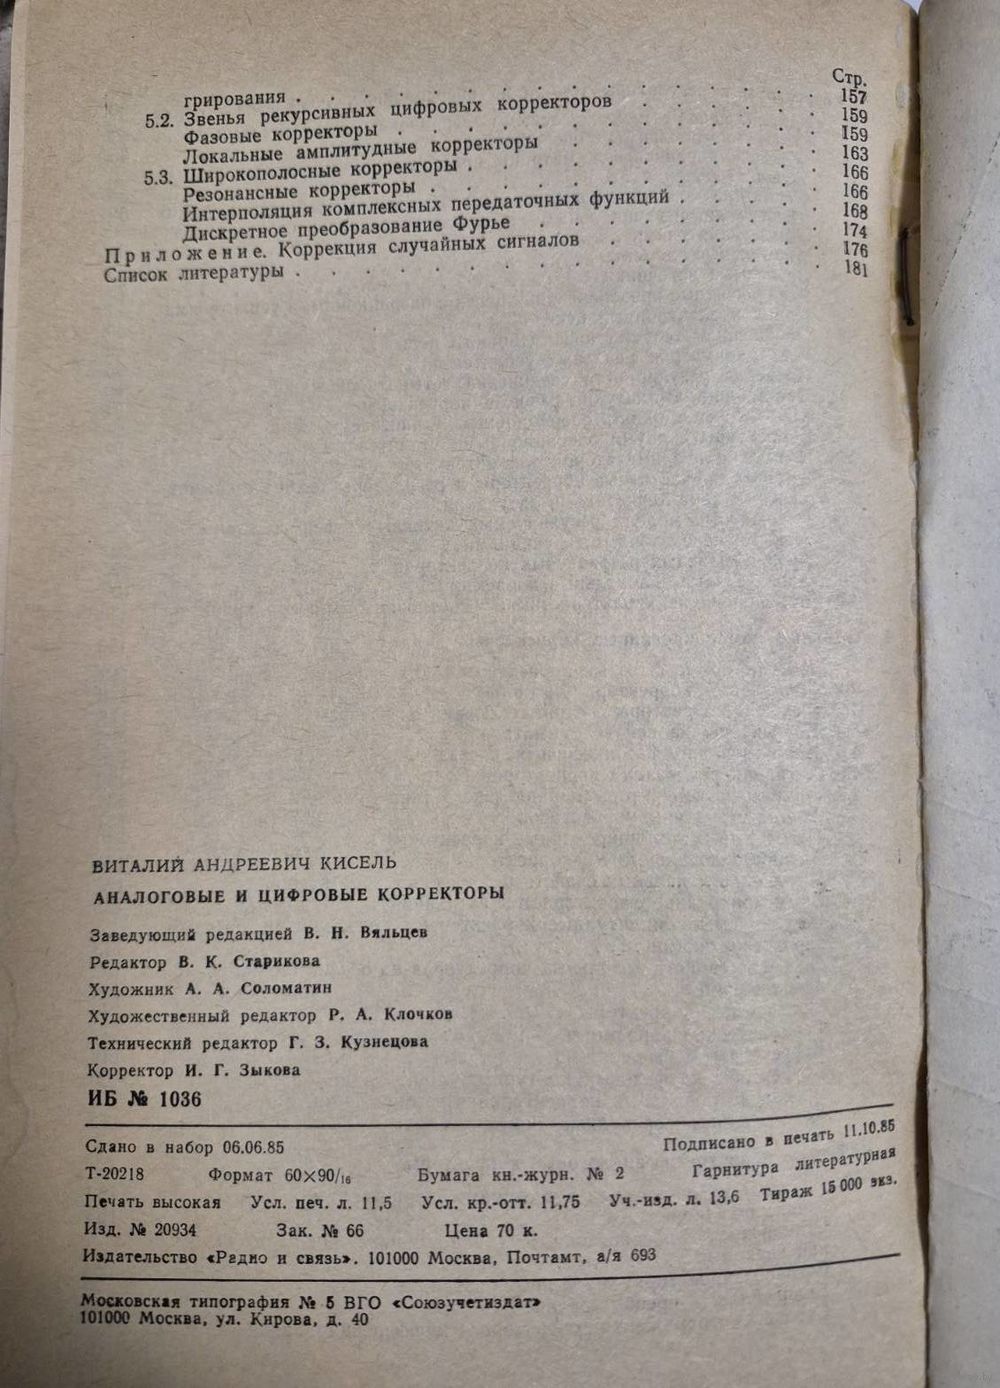 Стр.
грирования . . . . . . . . . . . . . . . . 157
5.2. Звенья рекурсивных цифровых корректоров . . . . . . 159
Фазовые корректоры . . . . . . . . . . . . . 159
Локальные амплитудные корректоры . . . . . . . . 163
5.3. Широкополосные корректоры . . . . . . . . . . . 166
Резонансные корректоры . . . . . . . . . . . . 166
Интерполяция комплексных передаточных функций . . . . . 168
Дискретное преобразование Фурье . . . . . . . . . 174
Приложение. Коррекция случайных сигналов . . . . . . . 176
Список литературы . . . . . . . . . . . . . . . . 181
ВИТАЛИЙ АНДРЕЕВИЧ КИСЕЛЬ
АНАЛОГОВЫЕ И ЦИФРОВЫЕ КОРРЕКТОРЫ
Заведующий редакцией В. Н. Вяльцев
Редактор В. К. Старикова
Художник А. А. Соломатин
Художественный редактор Р. А. Клочков
Технический редактор Г. З. Кузнецова
Корректор И. Г. Зыкова
ИБ № 1036
Сдано в набор 06.06.85 Подписано в печать 11.10.85
Т-20218 Формат 60×90/16 Бумага кн.-журн. № 2 Гарнитура литературная
Печать высокая Усл. печ. л. 11,5 Усл. кр.-отт. 11,75 Уч.-изд. л. 13,6 Тираж 15 000 экз.
Изд. № 20934 Зак. № 66 Цена 70 к.
Издательство «Радио и связь». 101000 Москва, Почтамт, а/я 693
Московская типография № 5 ВГО «Союзучетиздат»
101000 Москва, ул. Кирова, д. 40